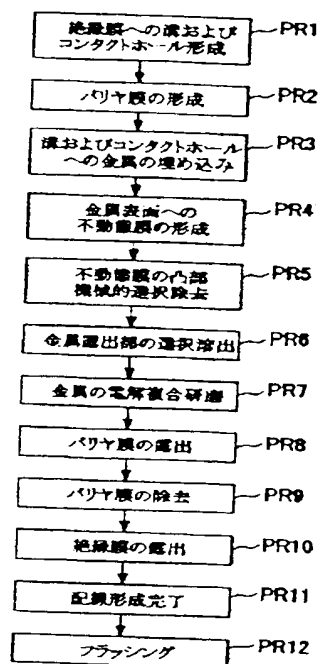 絶縁膜への溝および
コンタクトホール形成
PR1
バリヤ膜の形成
PR2
溝およびコンタクトホール
への金属の埋め込み
PR3
金属表面への
不動態膜の形成
PR4
不動態膜の凸部
機械的選択除去
PR5
金属露出部の選択溶出
PR6
金属の電解複合研磨
PR7
バリヤ膜の露出
PR8
バリヤ膜の除去
PR9
絶縁膜の露出
PR10
配線形成完了
PR11
フラッシング
PR12